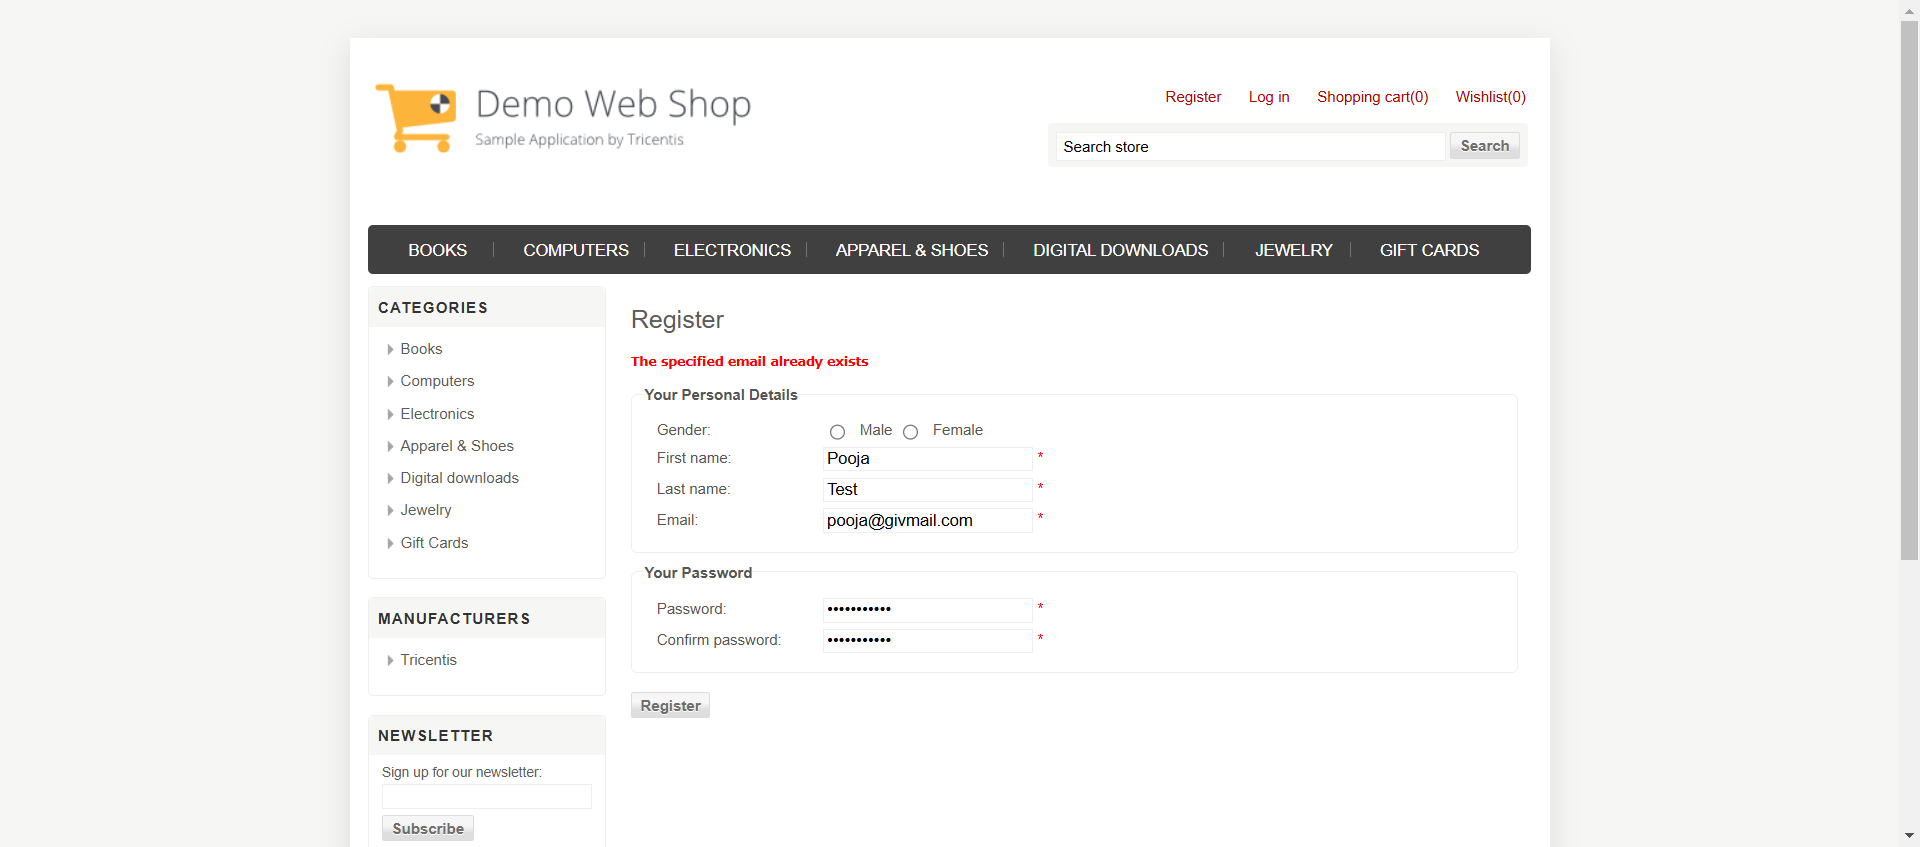 Demo Web Shop
Sample Application by Tricentis
Register Log in Shopping cart(0) Wishlist(0)
Search store Search
BOOKS COMPUTERS ELECTRONICS APPAREL & SHOES DIGITAL DOWNLOADS JEWELRY GIFT CARDS
CATEGORIES
Books
Computers
Electronics
Apparel & Shoes
Digital downloads
Jewelry
Gift Cards
MANUFACTURERS
Tricentis
NEWSLETTER
Sign up for our newsletter:
Subscribe
Register
The specified email already exists
Your Personal Details
Gender: Male Female
First name: Pooja *
Last name: Test *
Email: pooja@givmail.com *
Your Password
Password: ••••••••••• *
Confirm password: ••••••••••• *
Register